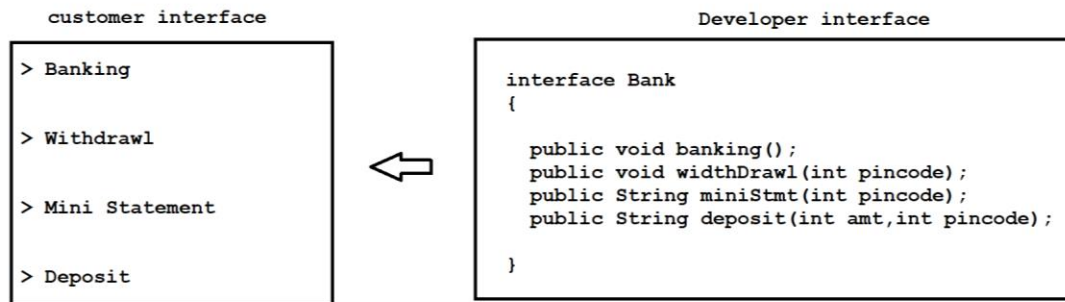 customer interface
> Banking
> Withdrawl
> Mini Statement
> Deposit
Developer interface
interface Bank
{
public void banking();
public void widthDrawl(int pincode);
public String miniStmt(int pincode);
public String deposit(int amt,int pincode);
}